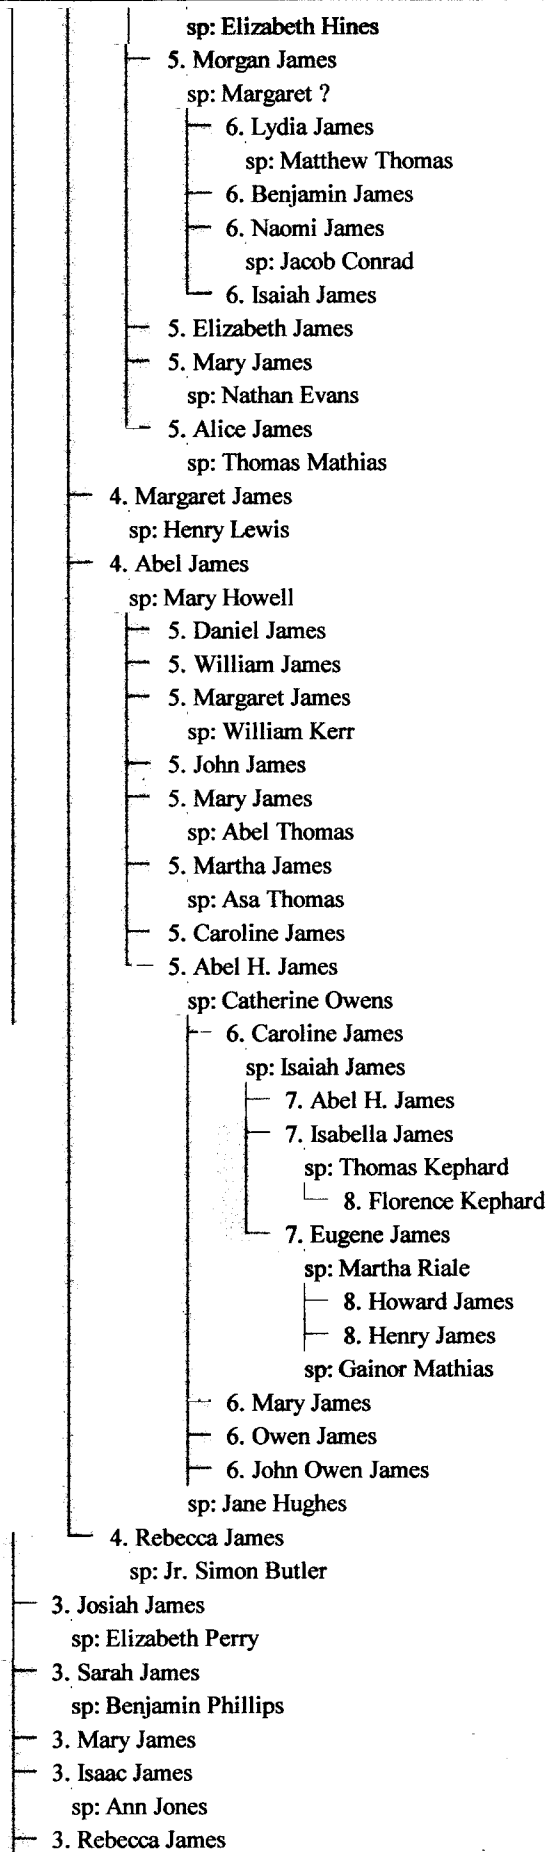 sp: Elizabeth Hines
5. Morgan James
sp: Margaret ?
6. Lydia James
sp: Matthew Thomas
6. Benjamin James
6. Naomi James
sp: Jacob Conrad
6. Isaiah James
5. Elizabeth James
5. Mary James
sp: Nathan Evans
5. Alice James
sp: Thomas Mathias
4. Margaret James
sp: Henry Lewis
4. Abel James
sp: Mary Howell
5. Daniel James
5. William James
5. Margaret James
sp: William Kerr
5. John James
5. Mary James
sp: Abel Thomas
5. Martha James
sp: Asa Thomas
5. Caroline James
5. Abel H. James
sp: Catherine Owens
6. Caroline James
sp: Isaiah James
7. Abel H. James
7. Isabella James
sp: Thomas Kephard
8. Florence Kephard
7. Eugene James
sp: Martha Riale
8. Howard James
8. Henry James
sp: Gainor Mathias
6. Mary James
6. Owen James
6. John Owen James
sp: Jane Hughes
4. Rebecca James
sp: Jr. Simon Butler
3. Josiah James
sp: Elizabeth Perry
3. Sarah James
sp: Benjamin Phillips
3. Mary James
3. Isaac James
sp: Ann Jones
3. Rebecca James